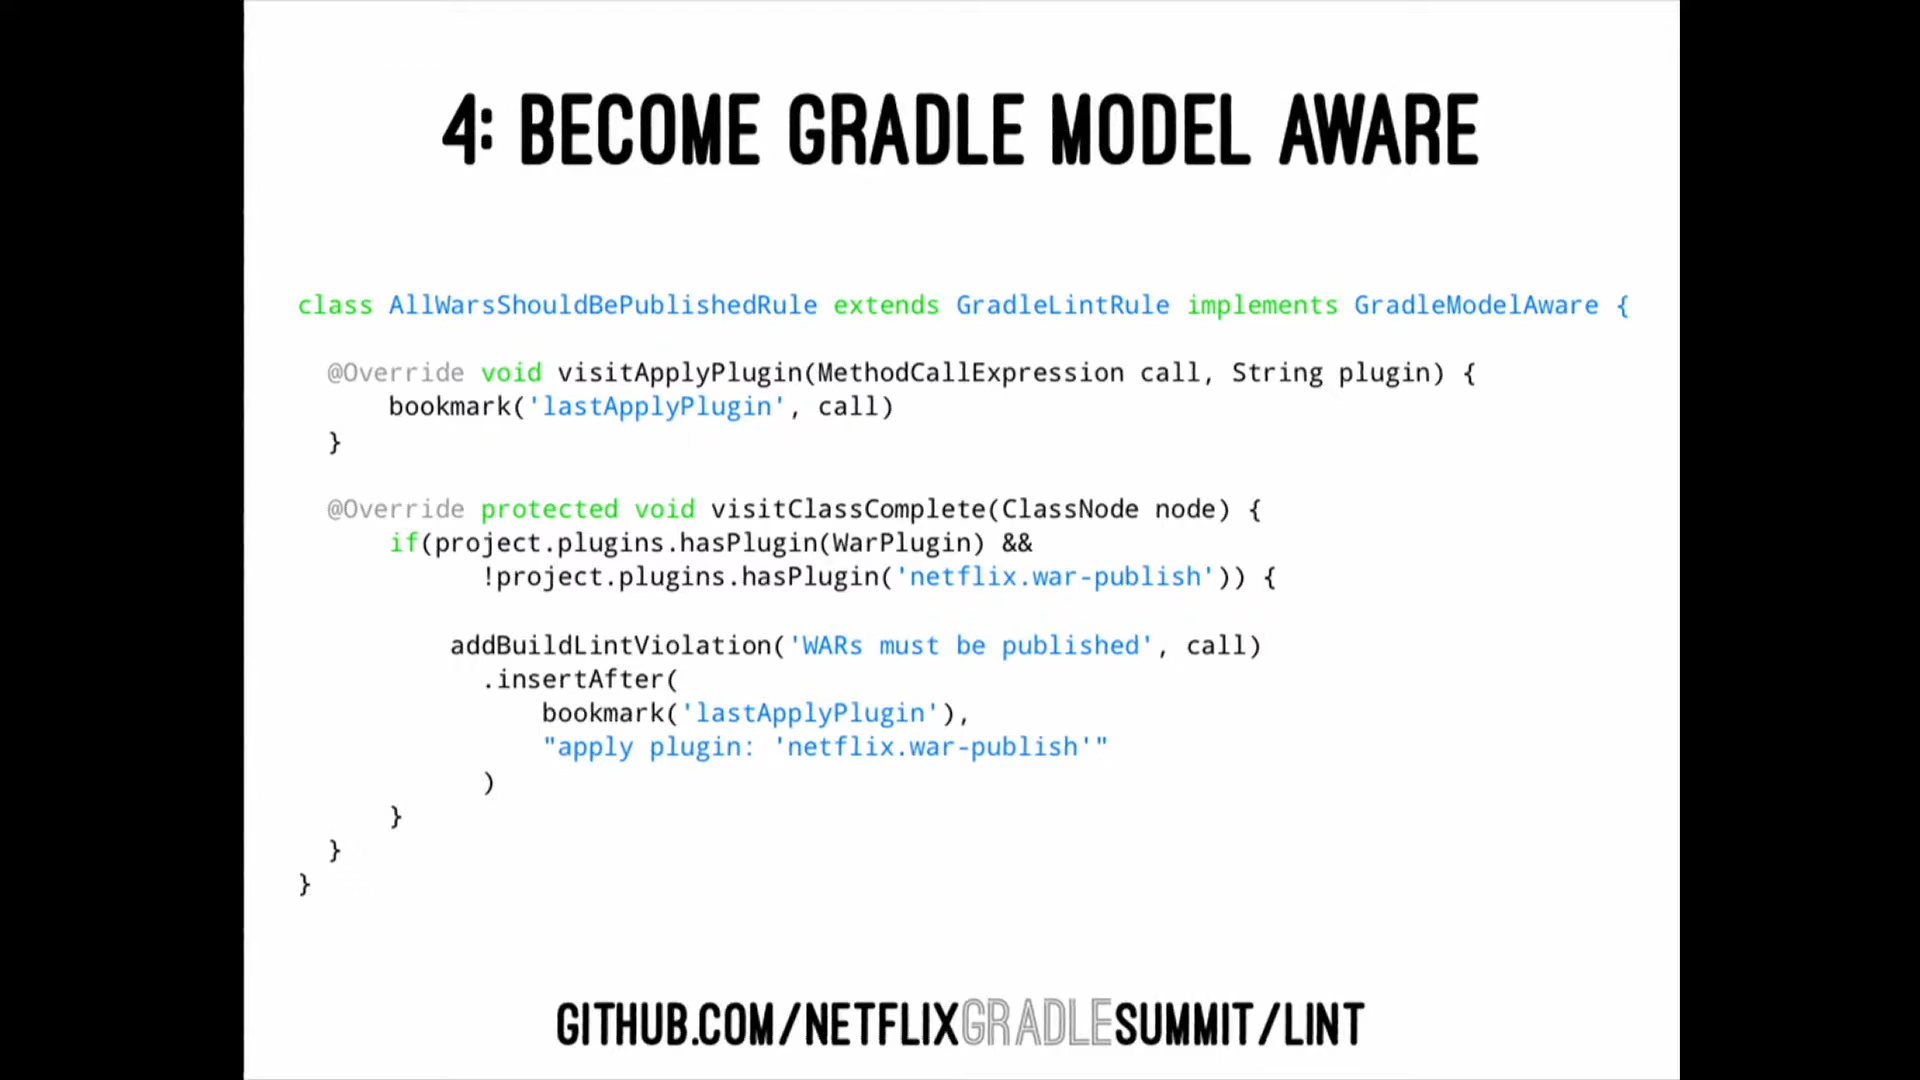 4: BECOME GRADLE MODEL AWARE
class AllWarsShouldBePublishedRule extends GradleLintRule implements GradleModelAware {
@Override void visitApplyPlugin(MethodCallExpression call, String plugin) {
bookmark('lastApplyPlugin', call)
}
@Override protected void visitClassComplete(ClassNode node) {
if(project.plugins.hasPlugin(WarPlugin) &&
!project.plugins.hasPlugin('netflix.war-publish')) {
addBuildLintViolation('WARs must be published', call)
.insertAfter(
bookmark('lastApplyPlugin'),
"apply plugin: 'netflix.war-publish'"
)
}
}
}
GITHUB.COM/NETFLIXGRADLESUMMIT/LINT